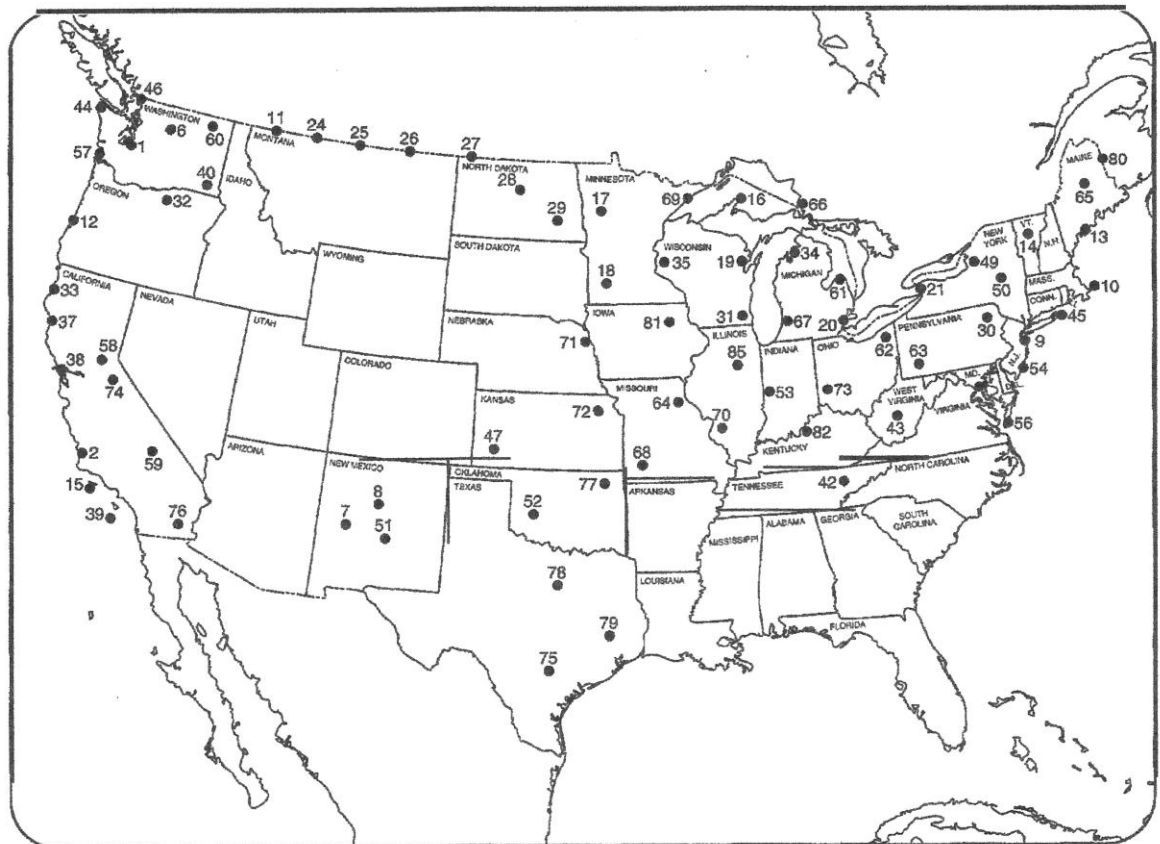 46
44
WASHINGTON
6
60
1
57
40
11
MONTANA
24
25
26
27
NORTH DAKOTA
28
29
MINNESOTA
17
69
16
66
MAIRE
80
65
OREGON
32
IDAHO
12
SOUTH DAKOTA
WYOMING
18
WISCONSIN
35
19
34
MICHIGAN
61
NEW YORK
49
VT.
14
N.H.
13
50
MASS.
10
CONN.
45
CALIFORNIA
33
NEVADA
37
UTAH
NEBRASKA
IOWA
81
31
67
20
21
PENNSYLVANIA
30
9
71
ILLINOIS
85
INDIANA
OHIO
62
63
N.J.
54
38
58
74
COLORADO
KANSAS
72
MISSOURI
64
53
73
WEST VIRGINIA
43
MD.
DEL.
VIRGINIA
56
70
82
KENTUCKY
2
59
ARIZONA
NEW MEXICO
47
OKLAHOMA
TEXAS
68
15
39
76
8
7
51
52
77
ARKANSAS
TENNESSEE
42
NORTH CAROLINA
SOUTH CAROLINA
MISSISSIPPI
ALABAMA
GEORGIA
78
LOUISIANA
79
75
FLORIDA